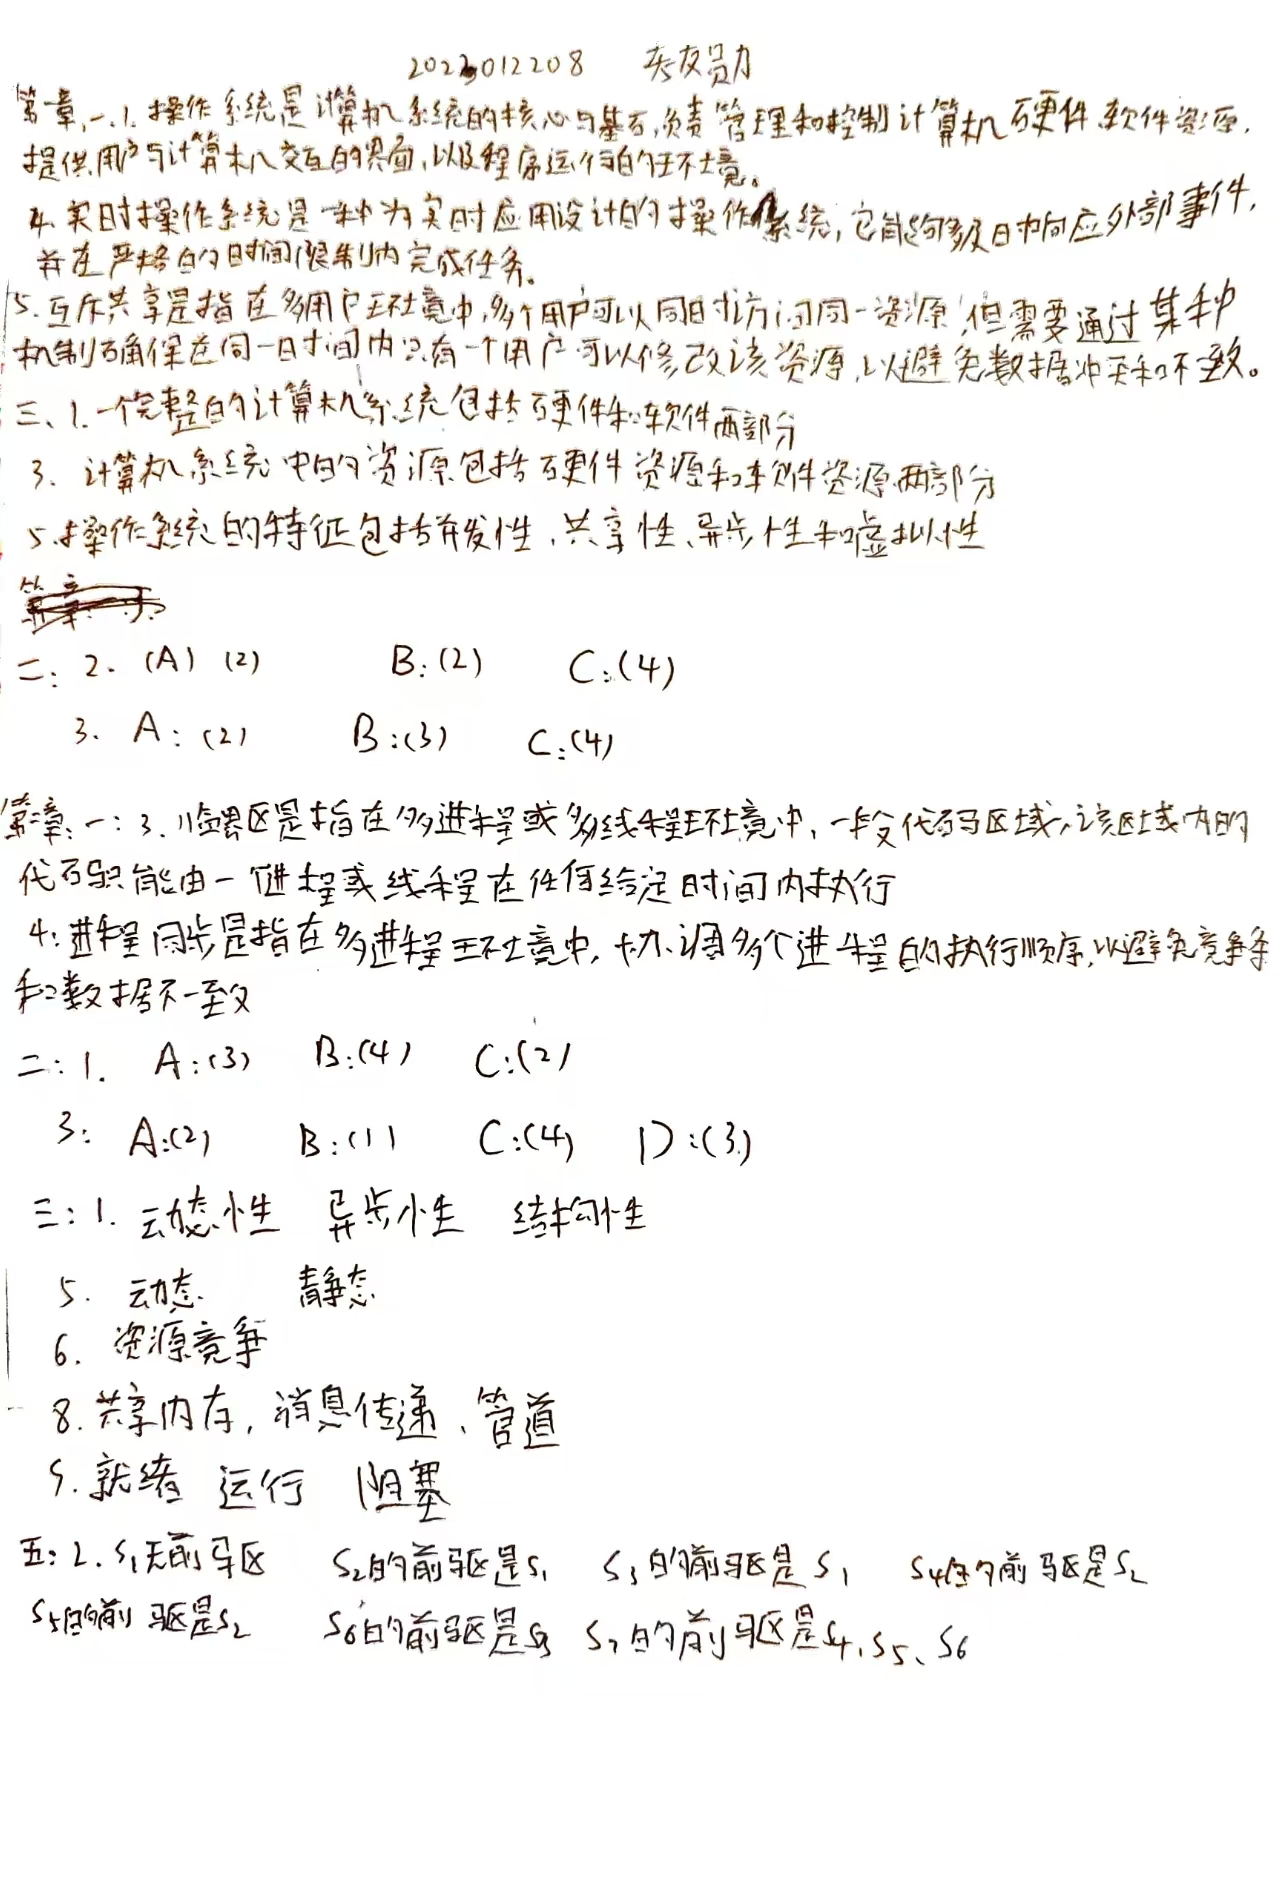 2023012208
第一章,一.1.操作系统是计算机系统的核心与基石,负责管理和控制计算机硬件、软件资源,
提供用户与计算机交互的界面,以及程序运行的环境。
4.实时操作系统是一种为实时应用设计的操作系统,它能够及时响应外部事件,
并在严格的时间限制内完成任务。
5.互斥共享是指在多用户环境中,多个用户可以同时访问同一资源,但需要通过某种
机制确保在同一时间内只有一个用户可以修改该资源,以避免数据冲突和不一致。
三、1.一个完整的计算机系统包括硬件和软件两部分
3.计算机系统中的资源包括硬件资源和软件资源两部分
5.操作系统的特征包括并发性、共享性、异步性和虚拟性
二:2.(A)(2) B:(2) C:(4)
3. A:(2) B:(3) C:(4)
第二章:一:3.临界区是指在多进程或多线程环境中,一段代码区域,该区域内的
代码只能由一个进程或线程在任何给定时间内执行
4:进程同步是指在多进程环境中,协调多个进程的执行顺序,以避免竞争条
和数据不一致
二:1. A:(3) B:(4) C:(2)
3: A:(2) B:(1) C:(4) D:(3)
三:1.动态性 异步性 结构性
5.动态 静态
6.资源竞争
8.共享内存,消息传递、管道
9.就绪 运行 阻塞
五:2.S1无前驱 S2的前驱是S1 S3的前驱是S1 S4的前驱是S2
S5的前驱是S2 S6的前驱是S3 S7的前驱是S4、S5、S6